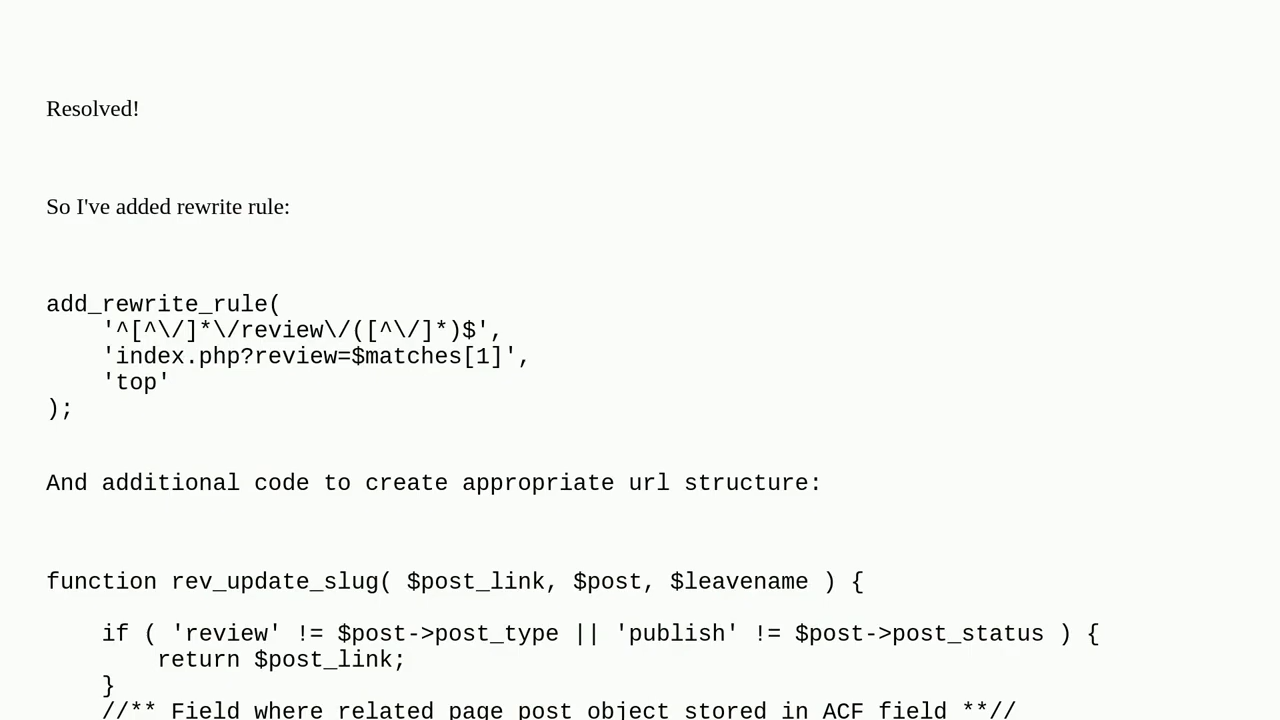 Resolved!
So I've added rewrite rule:
add_rewrite_rule(
    '^[^\/]*\/review\/([^\/]*)$',
    'index.php?review=$matches[1]',
    'top'
);
And additional code to create appropriate url structure:
function rev_update_slug( $post_link, $post, $leavename ) {
    if ( 'review' != $post->post_type || 'publish' != $post->post_status ) {
        return $post_link;
    }
    //** Field where related page post object stored in ACF field **//